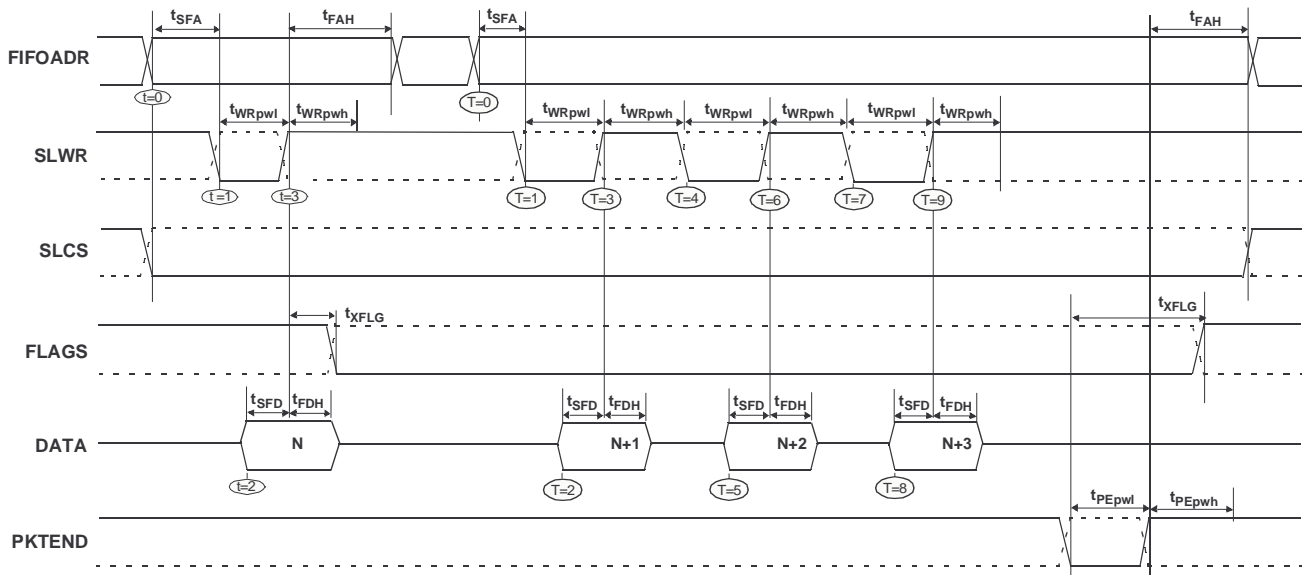 tSFA tFAH tSFA tFAH
FIFOADR
t=0 T=0
tWRpwl tWRpwh tWRpwl tWRpwh tWRpwl tWRpwh tWRpwl tWRpwh
SLWR
t=1 t=3 T=1 T=3 T=4 T=6 T=7 T=9
SLCS
tXFLG tXFLG
FLAGS
tSFD tFDH tSFD tFDH tSFD tFDH tSFD tFDH
DATA N N+1 N+2 N+3
t=2 T=2 T=5 T=8
tPEpwl tPEpwh
PKTEND